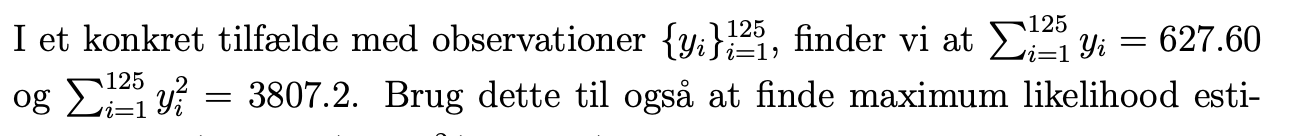 I et konkret tilfælde med observationer $\{y_i\}_{i=1}^{125}$, finder vi at $\sum_{i=1}^{125} y_i = 627.60$
og $\sum_{i=1}^{125} y_i^2 = 3807.2$. Brug dette til også at finde maximum likelihood esti-